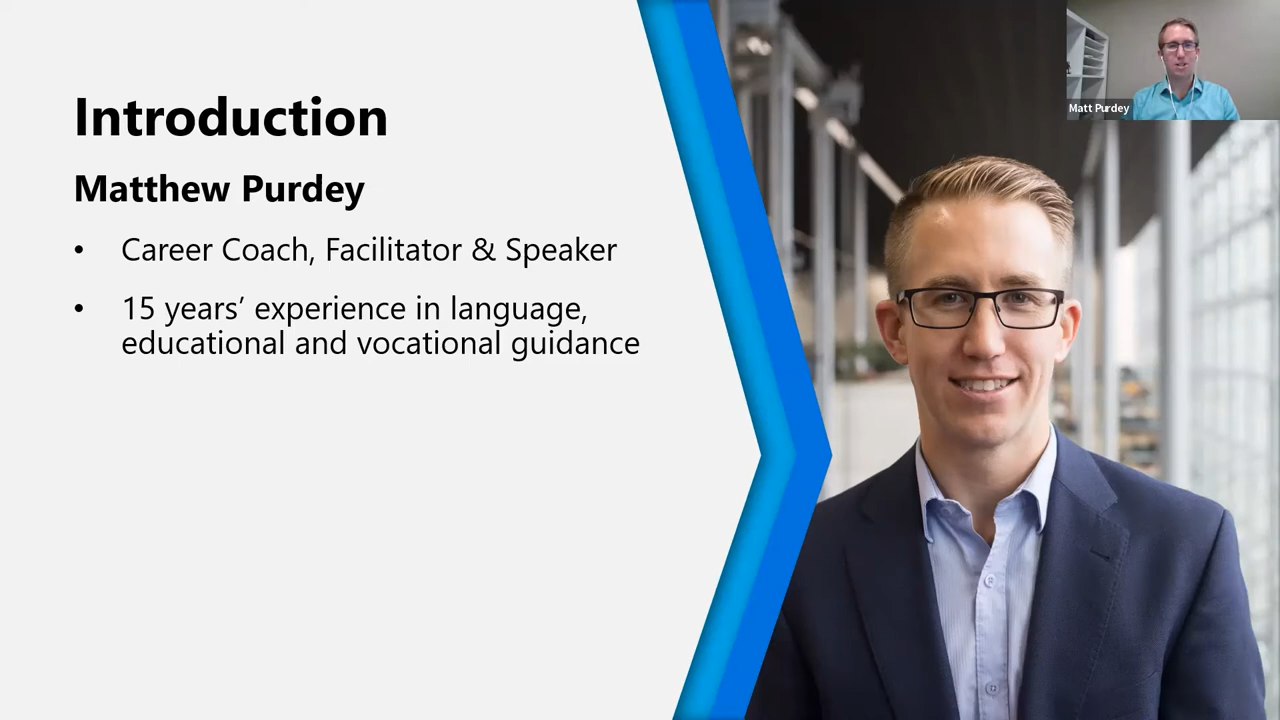 Introduction
Matthew Purdey
• Career Coach, Facilitator & Speaker
• 15 years’ experience in language,
educational and vocational guidance
Matt Purdey